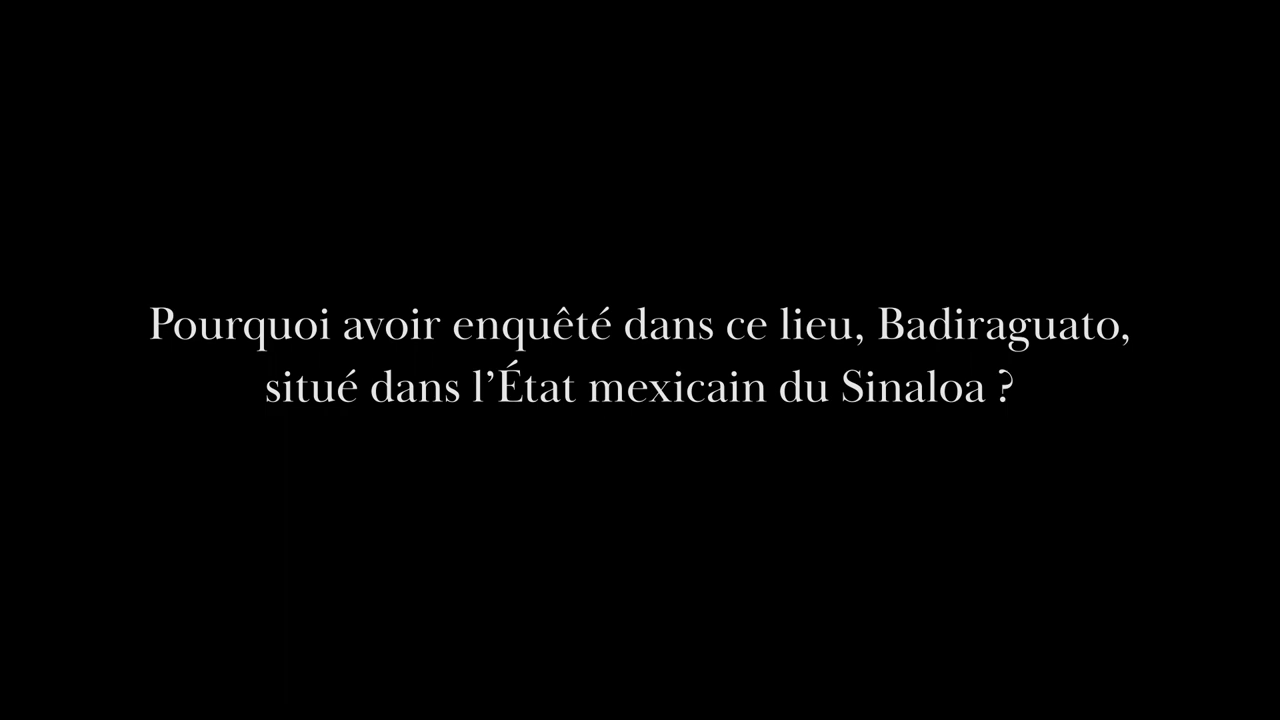 Pourquoi avoir enquêté dans ce lieu, Badiraguato,
situé dans l’État mexicain du Sinaloa ?